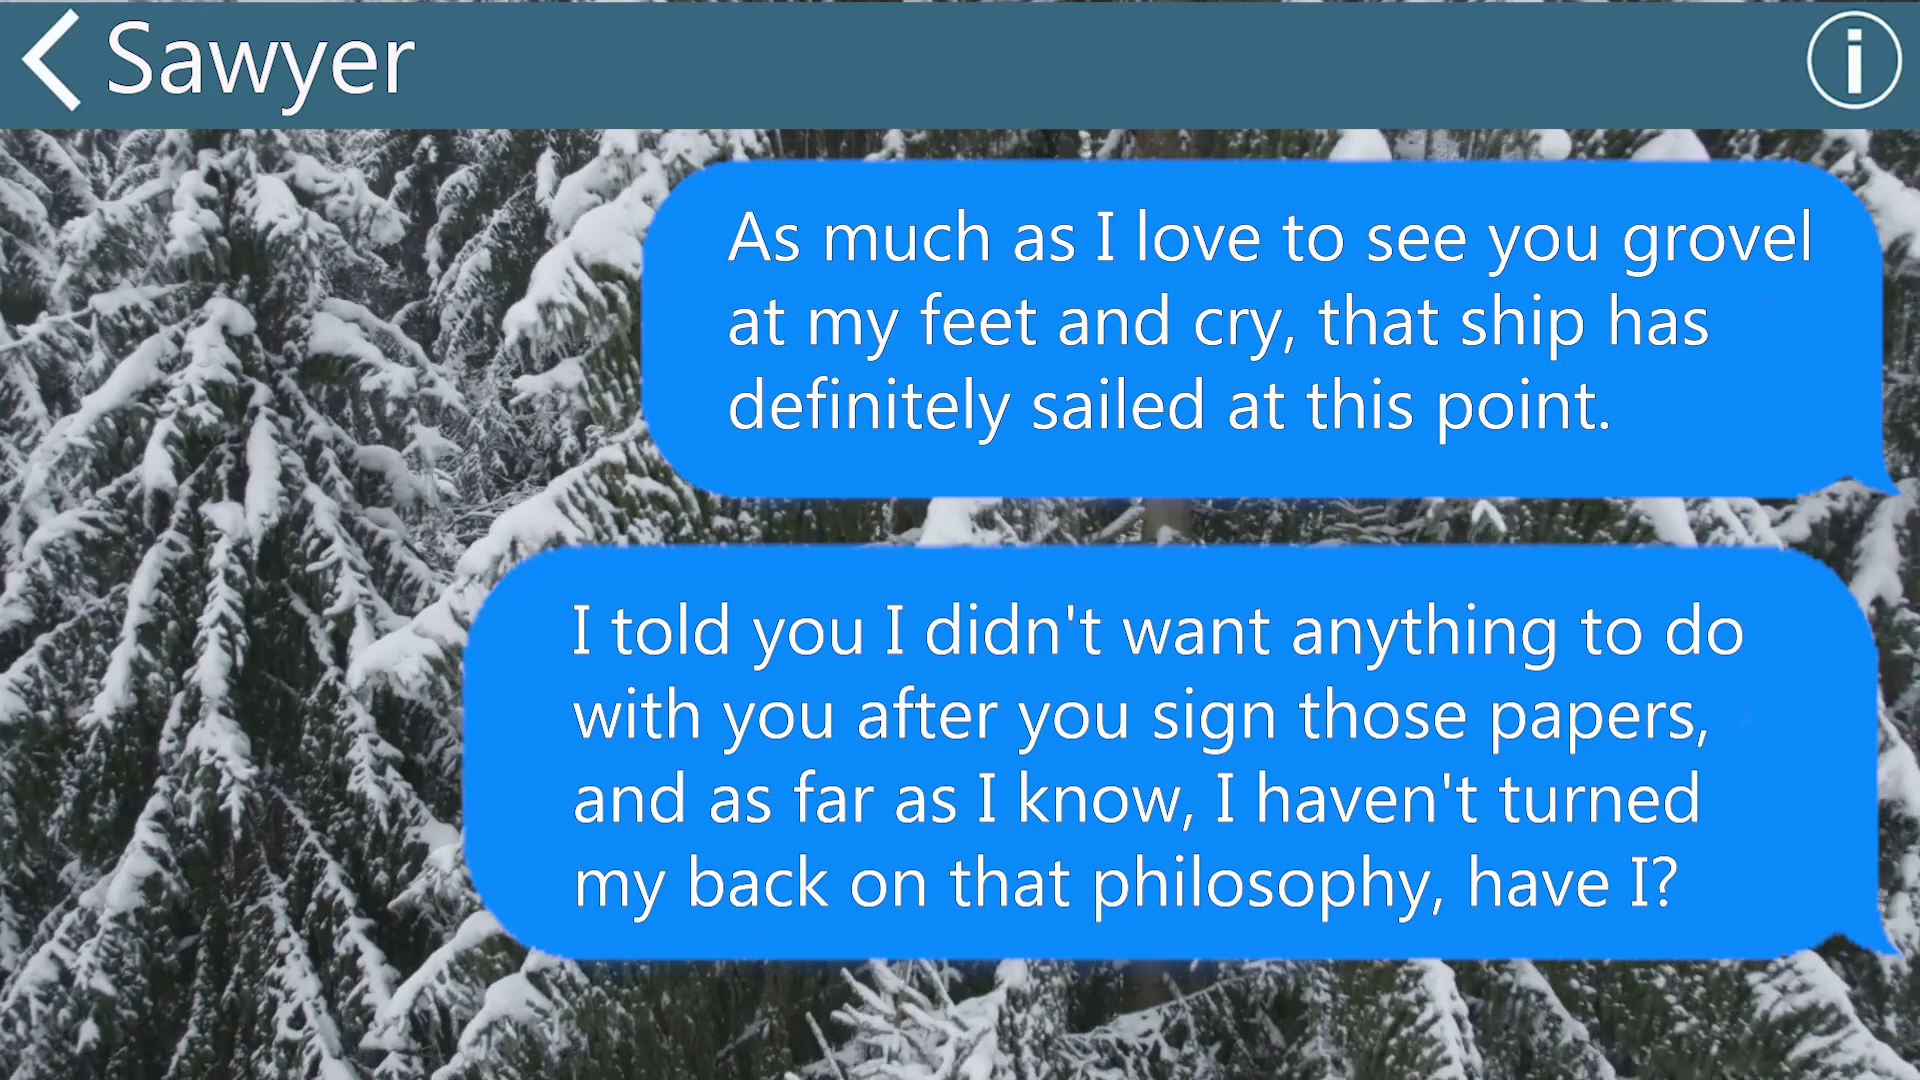 Sawyer
As much as I love to see you grovel
at my feet and cry, that ship has
definitely sailed at this point.
I told you I didn't want anything to do
with you after you sign those papers,
and as far as I know, I haven't turned
my back on that philosophy, have I?